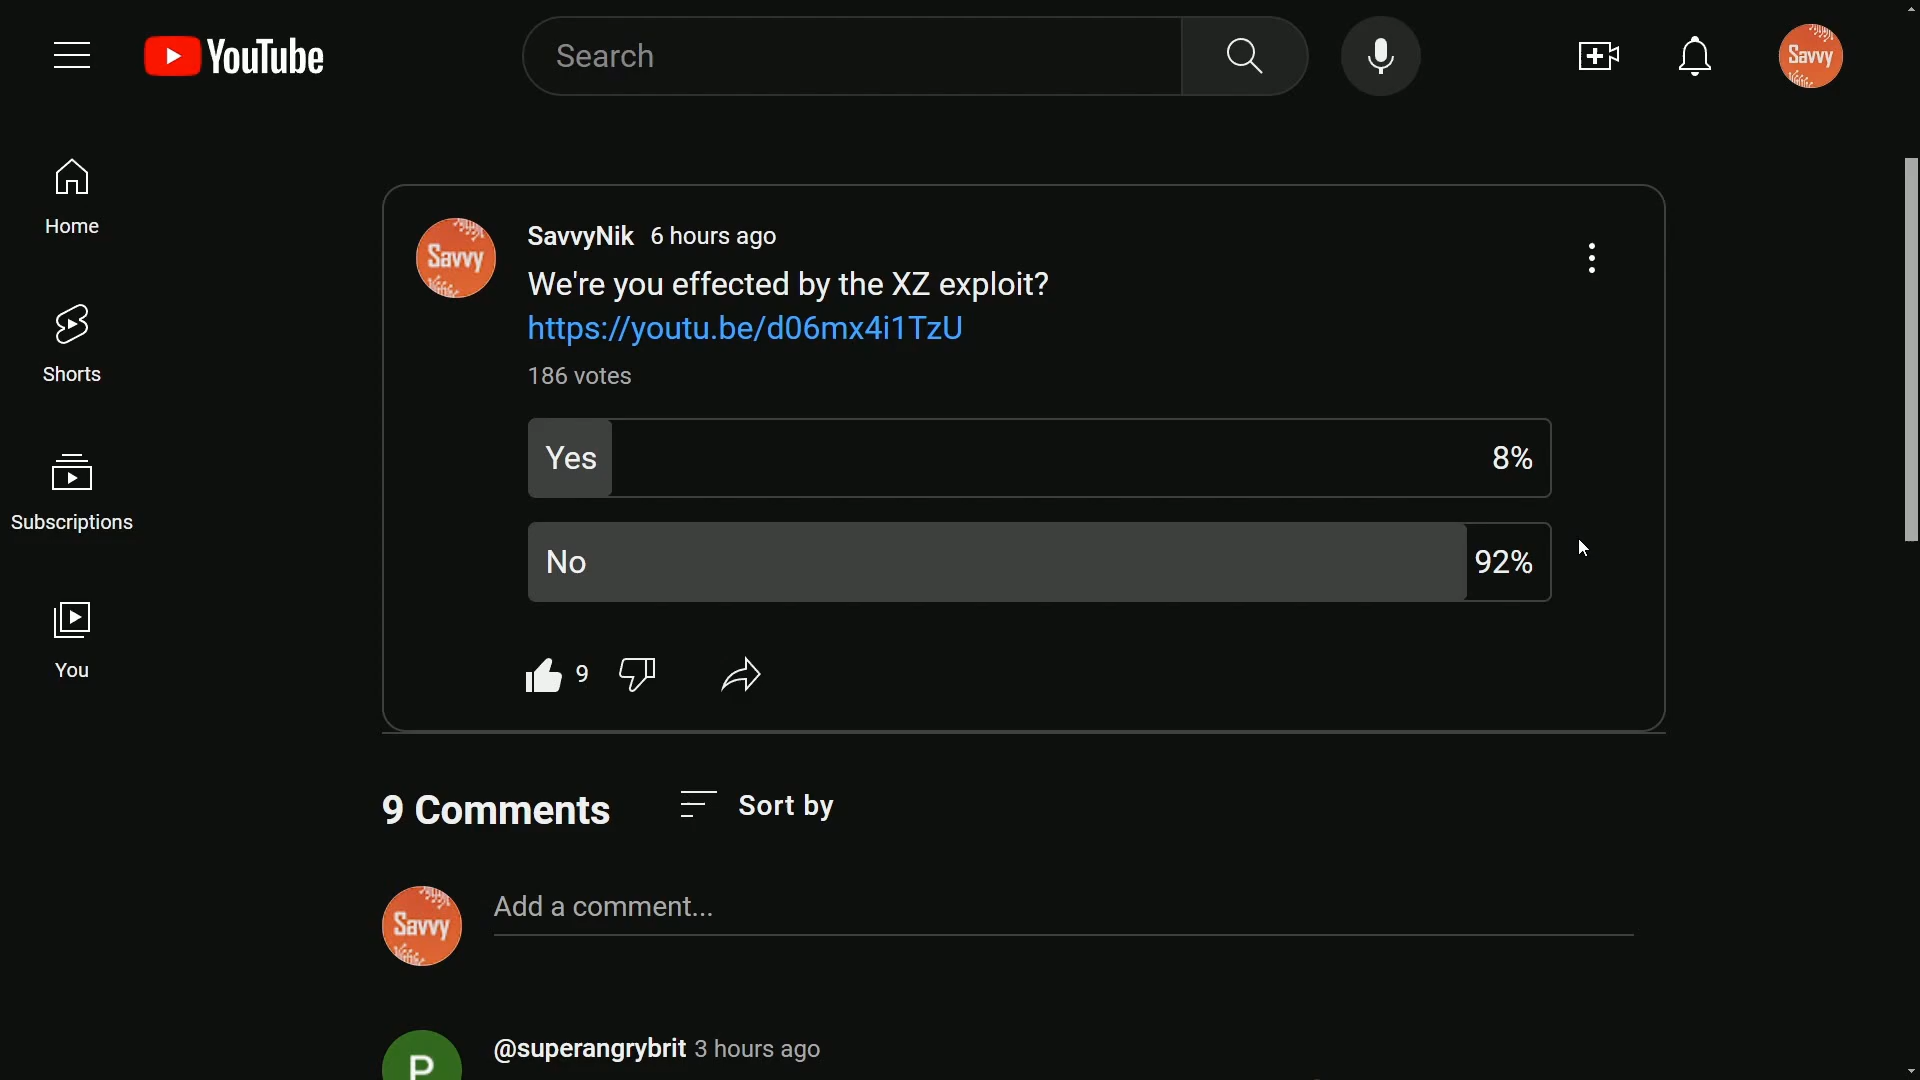 YouTube
Search
Savvy
Home
Shorts
Subscriptions
You
Savvy
SavvyNik 6 hours ago
We're you effected by the XZ exploit?
https://youtu.be/d06mx4i1TzU
186 votes
Yes 8%
No 92%
9
9 Comments Sort by
Savvy
Add a comment...
P
@superangrybrit 3 hours ago